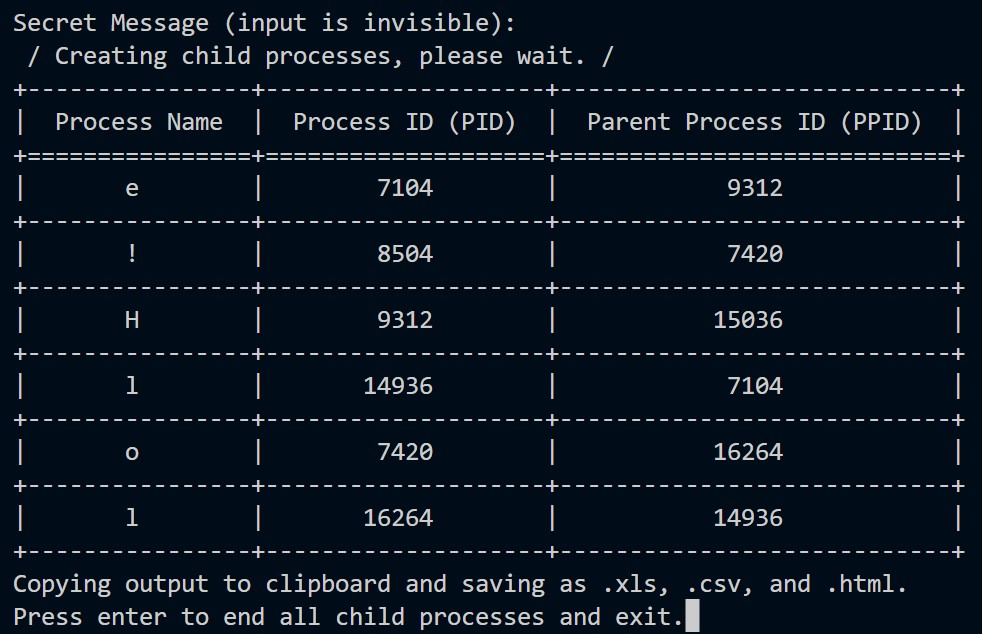 Secret Message (input is invisible):
/ Creating child processes, please wait. /
+----------------+--------------------+----------------------------+
|  Process Name  |  Process ID (PID)  |  Parent Process ID (PPID)  |
+================+====================+============================+
|       e        |        7104        |            9312            |
+----------------+--------------------+----------------------------+
|       !        |        8504        |            7420            |
+----------------+--------------------+----------------------------+
|       H        |        9312        |           15036            |
+----------------+--------------------+----------------------------+
|       l        |       14936        |            7104            |
+----------------+--------------------+----------------------------+
|       o        |        7420        |           16264            |
+----------------+--------------------+----------------------------+
|       l        |       16264        |           14936            |
+----------------+--------------------+----------------------------+
Copying output to clipboard and saving as .xls, .csv, and .html.
Press enter to end all child processes and exit.